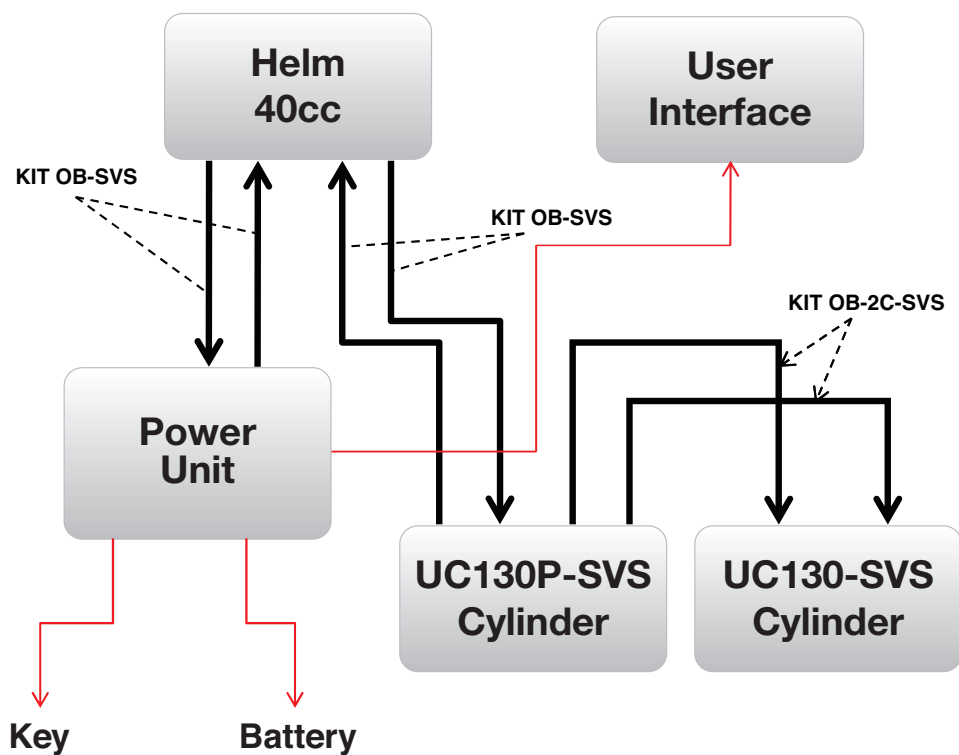 Helm
40cc
User
Interface
KIT OB-SVS
KIT OB-SVS
KIT OB-2C-SVS
Power
Unit
UC130P-SVS
Cylinder
UC130-SVS
Cylinder
Key
Battery